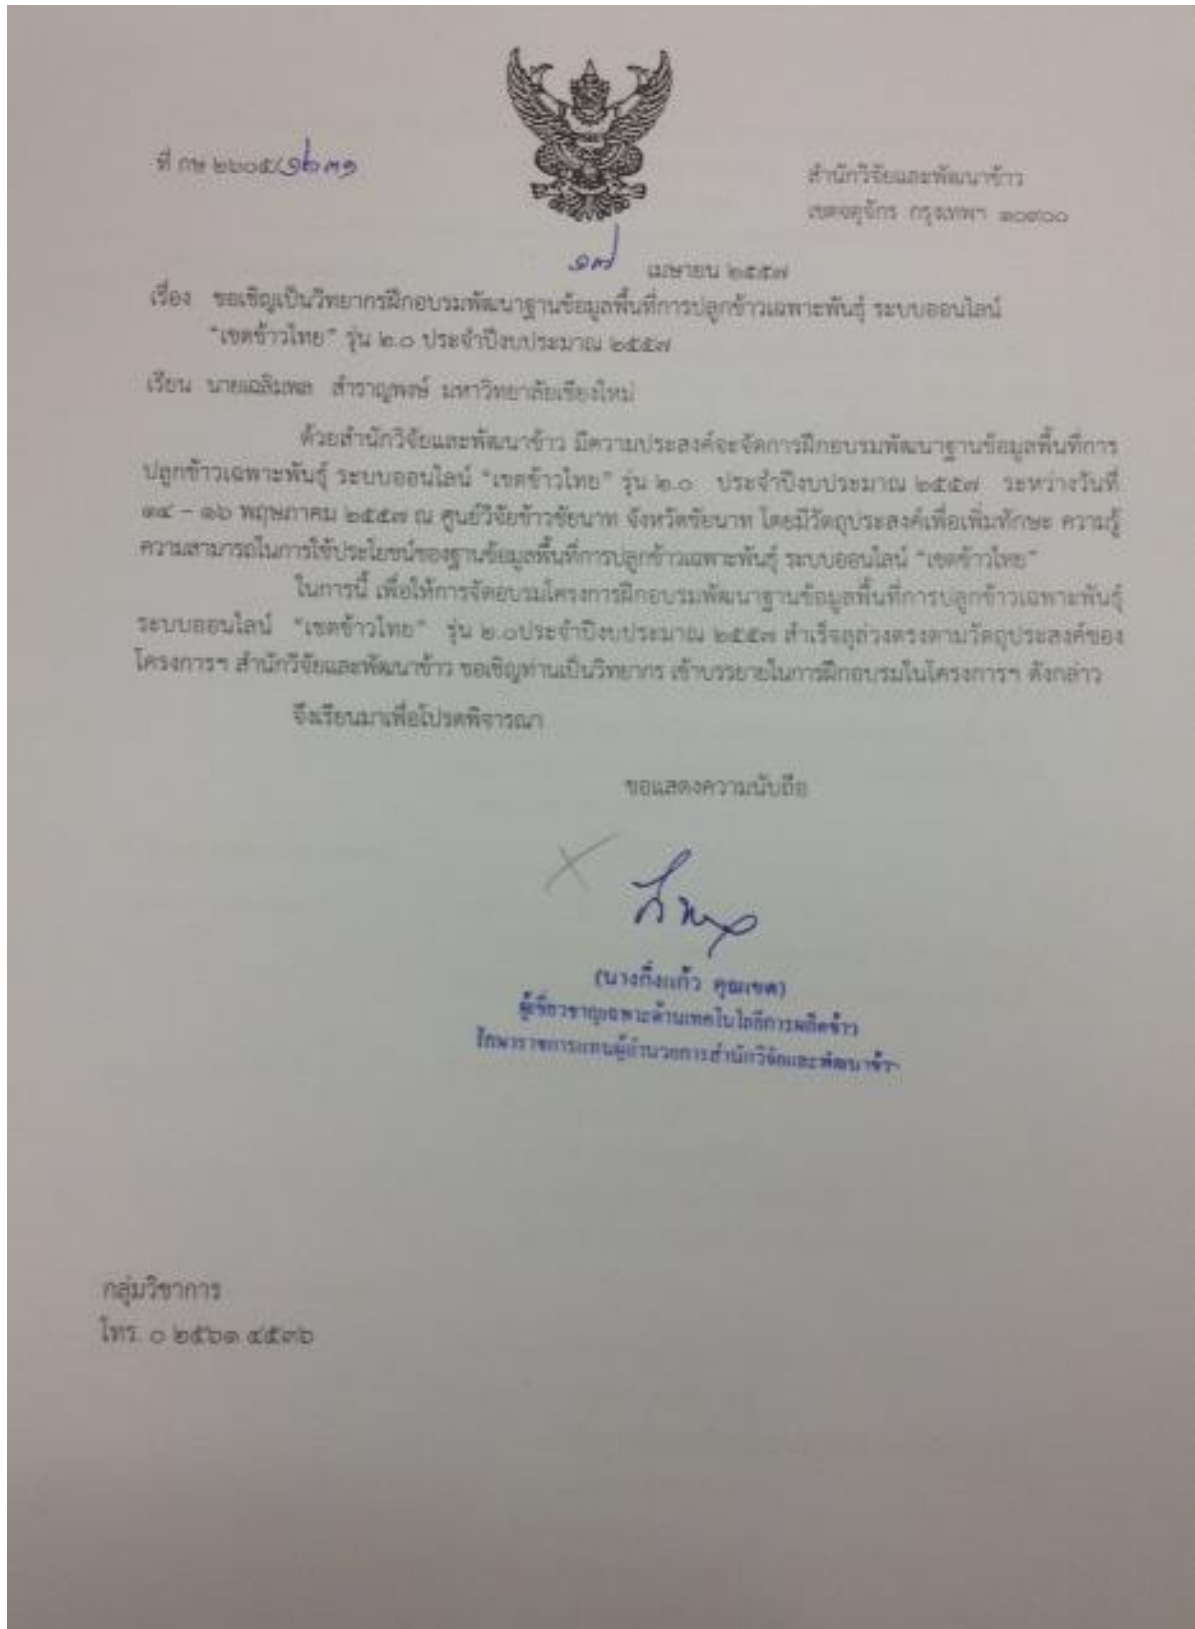 ที่ กษ ๒๖๐๕/๑๒๓๑
สำนักวิจัยและพัฒนาข้าว
เขตจตุจักร กรุงเทพฯ ๑๐๙๐๐
๑๗ เมษายน ๒๕๕๗
เรื่อง ขอเชิญเป็นวิทยากรฝึกอบรมพัฒนาฐานข้อมูลพื้นที่การปลูกข้าวเฉพาะพันธุ์ ระบบออนไลน์
“เขตข้าวไทย” รุ่น ๒.๐ ประจำปีงบประมาณ ๒๕๕๗
เรียน นายเฉลิมพล สำราญพงษ์ มหาวิทยาลัยเชียงใหม่
ด้วยสำนักวิจัยและพัฒนาข้าว มีความประสงค์จะจัดการฝึกอบรมพัฒนาฐานข้อมูลพื้นที่การ
ปลูกข้าวเฉพาะพันธุ์ ระบบออนไลน์ “เขตข้าวไทย” รุ่น ๒.๐ ประจำปีงบประมาณ ๒๕๕๗ ระหว่างวันที่
๑๔ – ๑๖ พฤษภาคม ๒๕๕๗ ณ ศูนย์วิจัยข้าวชัยนาท จังหวัดชัยนาท โดยมีวัตถุประสงค์เพื่อเพิ่มทักษะ ความรู้
ความสามารถในการใช้ประโยชน์ของฐานข้อมูลพื้นที่การปลูกข้าวเฉพาะพันธุ์ ระบบออนไลน์ “เขตข้าวไทย”
ในการนี้ เพื่อให้การจัดอบรมโครงการฝึกอบรมพัฒนาฐานข้อมูลพื้นที่การปลูกข้าวเฉพาะพันธุ์
ระบบออนไลน์ “เขตข้าวไทย” รุ่น ๒.๐ประจำปีงบประมาณ ๒๕๕๗ สำเร็จลุล่วงตรงตามวัตถุประสงค์ของ
โครงการฯ สำนักวิจัยและพัฒนาข้าว ขอเชิญท่านเป็นวิทยากร เข้าบรรยายในการฝึกอบรมในโครงการฯ ดังกล่าว
จึงเรียนมาเพื่อโปรดพิจารณา
ขอแสดงความนับถือ
(นางกิ่งแก้ว คุณเขต)
ผู้เชี่ยวชาญเฉพาะด้านเทคโนโลยีการผลิตข้าว
รักษาราชการแทนผู้อำนวยการสำนักวิจัยและพัฒนาข้าว
กลุ่มวิชาการ
โทร. ๐ ๒๕๖๑ ๔๕๓๖